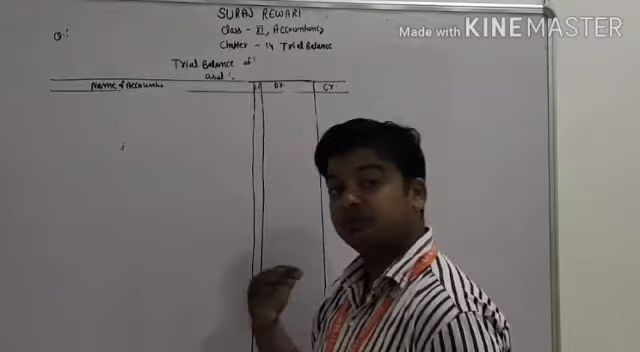 SURAJ REWARI
Class - XI, Accountancy
Chapter - 14 Trial Balance
Q:
Trial Balance of
as at :
Name of Accounts Dr. Cr.
Made with KINEMASTER